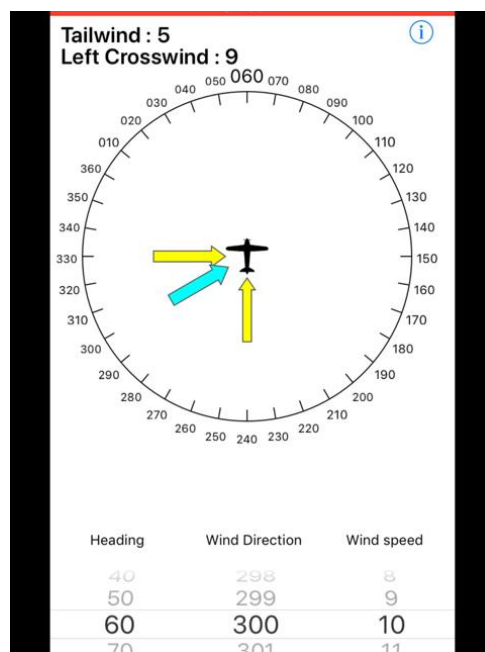 Tailwind : 5
Left Crosswind : 9
i
050 060 070
040 080
030 090
020 100
010 110
360 120
350 130
340 140
330 150
320 160
310 170
300 180
290 190
280 200
270 210
260 220
250 240 230
Heading Wind Direction Wind speed
40 298 8
50 299 9
60 300 10
70 301 11